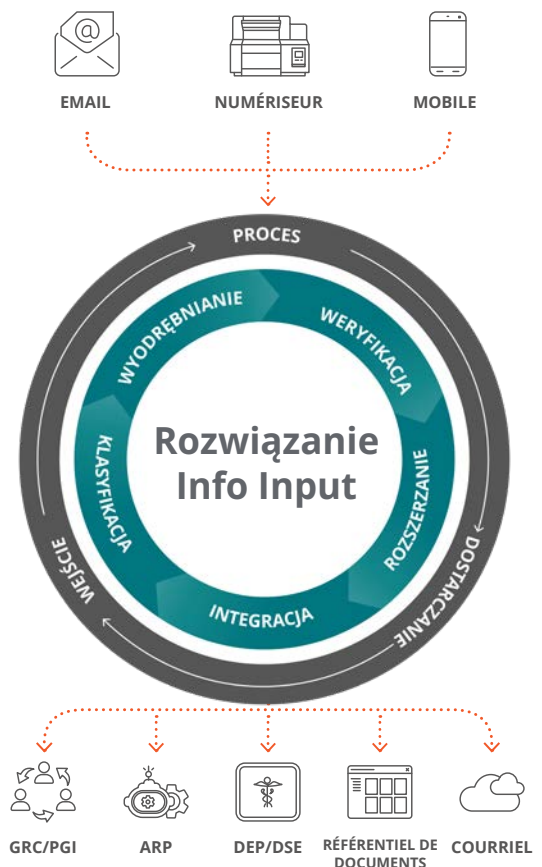 EMAIL
NUMÉRISEUR
MOBILE
PROCES
WYODRĘBNIANIE
WERYFIKACJA
KLASYFIKACJA
Rozwiązanie
Info Input
ROZSZERZANIE
WEJŚCIE
DOSTARCZANIE
INTEGRACJA
GRC/PGI
ARP
DEP/DSE
RÉFÉRENTIEL DE
DOCUMENTS
COURRIEL